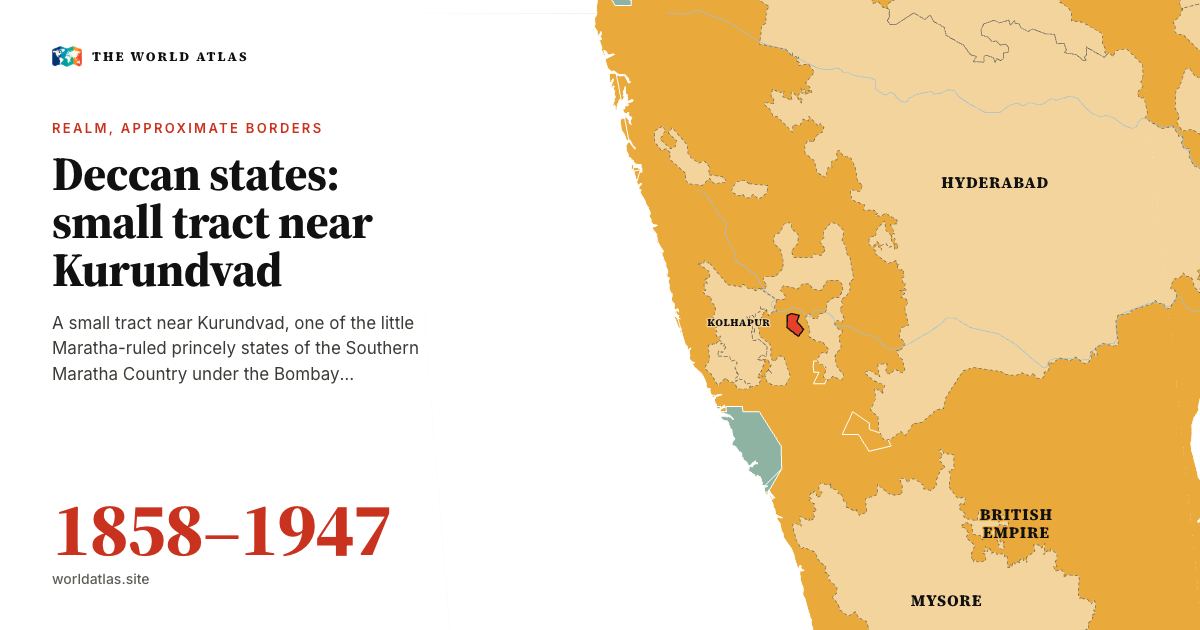 THE WORLD ATLAS
REALM, APPROXIMATE BORDERS
Deccan states:
small tract near
Kurundvad
A small tract near Kurundvad, one of the little
Maratha-ruled princely states of the Southern
Maratha Country under the Bombay...
1858–1947
worldatlas.site
HYDERABAD
KOLHAPUR
BRITISH
EMPIRE
MYSORE